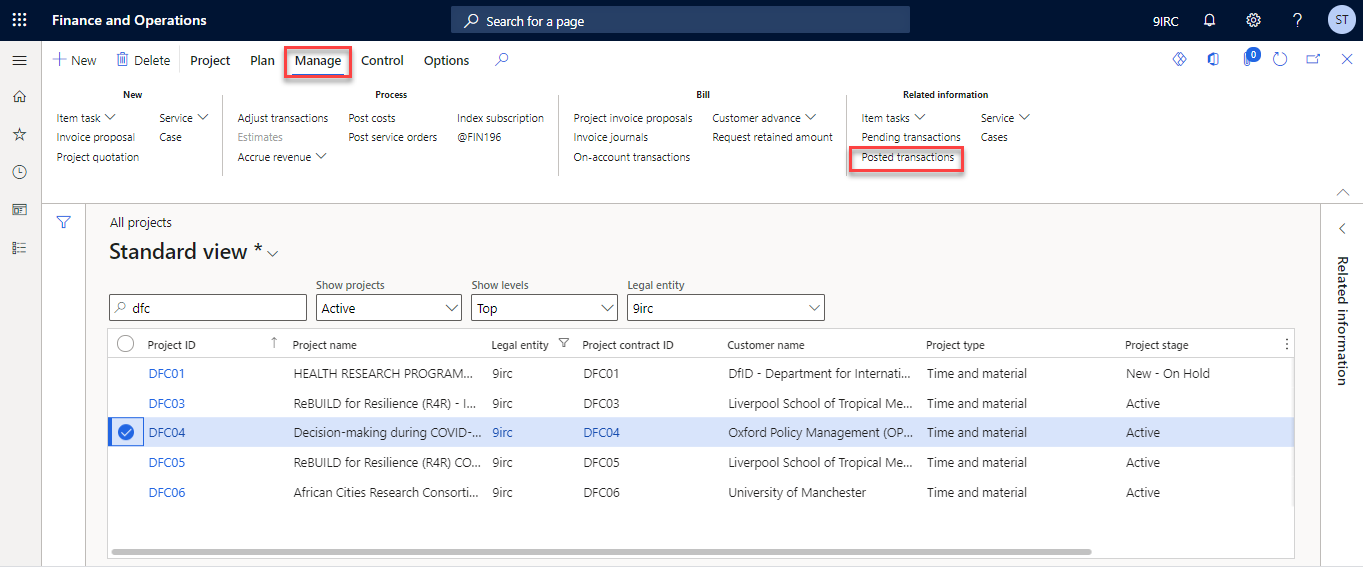 Finance and Operations
Search for a page
9IRC
?
ST
New
Delete
Project
Plan
Manage
Control
Options
0
New
Item task
Service
Invoice proposal
Case
Project quotation
Process
Adjust transactions
Post costs
Index subscription
Estimates
Post service orders
@FIN196
Accrue revenue
Bill
Project invoice proposals
Customer advance
Invoice journals
Request retained amount
On-account transactions
Related information
Item tasks
Service
Pending transactions
Cases
Posted transactions
All projects
Standard view *
Show projects
Show levels
Legal entity
dfc
Active
Top
9irc
Project ID Project name Legal entity Project contract ID Customer name Project type Project stage
DFC01 HEALTH RESEARCH PROGRAM... 9irc DFC01 DfID - Department for Internati... Time and material New - On Hold
DFC03 ReBUILD for Resilience (R4R) - I... 9irc DFC03 Liverpool School of Tropical Me... Time and material Active
DFC04 Decision-making during COVID-... 9irc DFC04 Oxford Policy Management (OP... Time and material Active
DFC05 ReBUILD for Resilience (R4R) CO... 9irc DFC05 Liverpool School of Tropical Me... Time and material Active
DFC06 African Cities Research Consorti... 9irc DFC06 University of Manchester Time and material Active
Related information